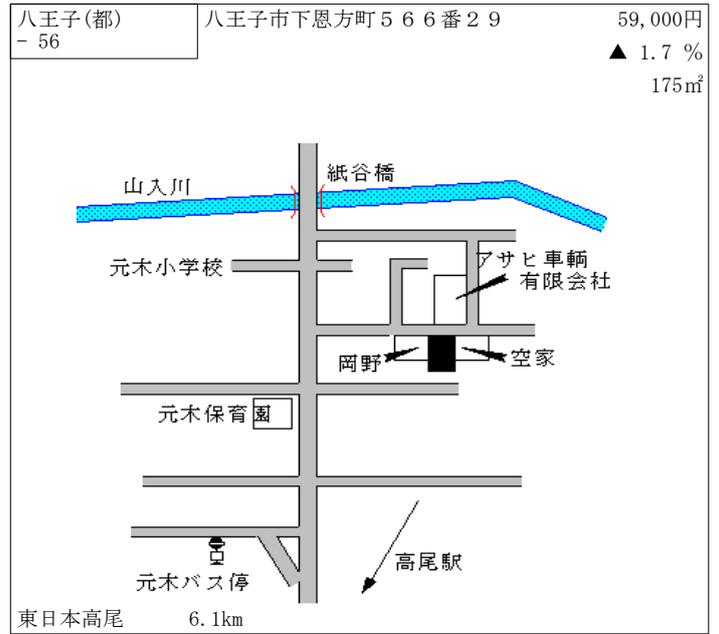 八王子(都)
- 56
八王子市下恩方町５６６番２９
59,000円
▲ 1.7 %
175㎡
紙谷橋
山入川
元木小学校
アサヒ車輌
有限会社
岡野
空家
元木保育園
高尾駅
元木バス停
東日本高尾
6.1km